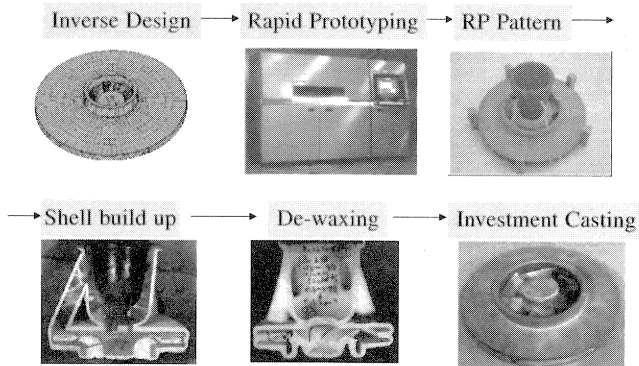 Inverse Design
Rapid Prototyping
RP Pattern
Shell build up
De-waxing
Investment Casting